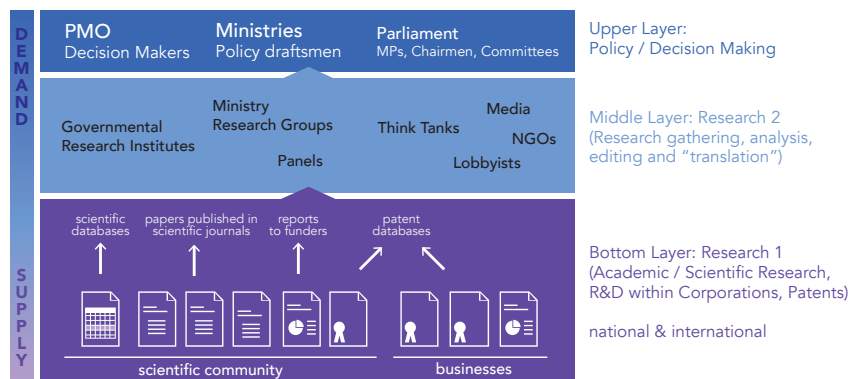 DEMAND
SUPPLY
PMO
Decision Makers
Ministries
Policy draftsmen
Parliament
MPs, Chairmen, Committees
Upper Layer:
Policy / Decision Making
Governmental
Research Institutes
Ministry
Research Groups
Panels
Think Tanks
Media
NGOs
Lobbyists
Middle Layer: Research 2
(Research gathering, analysis,
editing and “translation”)
scientific
databases
papers published in
scientific journals
reports
to funders
patent
databases
Bottom Layer: Research 1
(Academic / Scientific Research,
R&D within Corporations, Patents)
national & international
scientific community
businesses